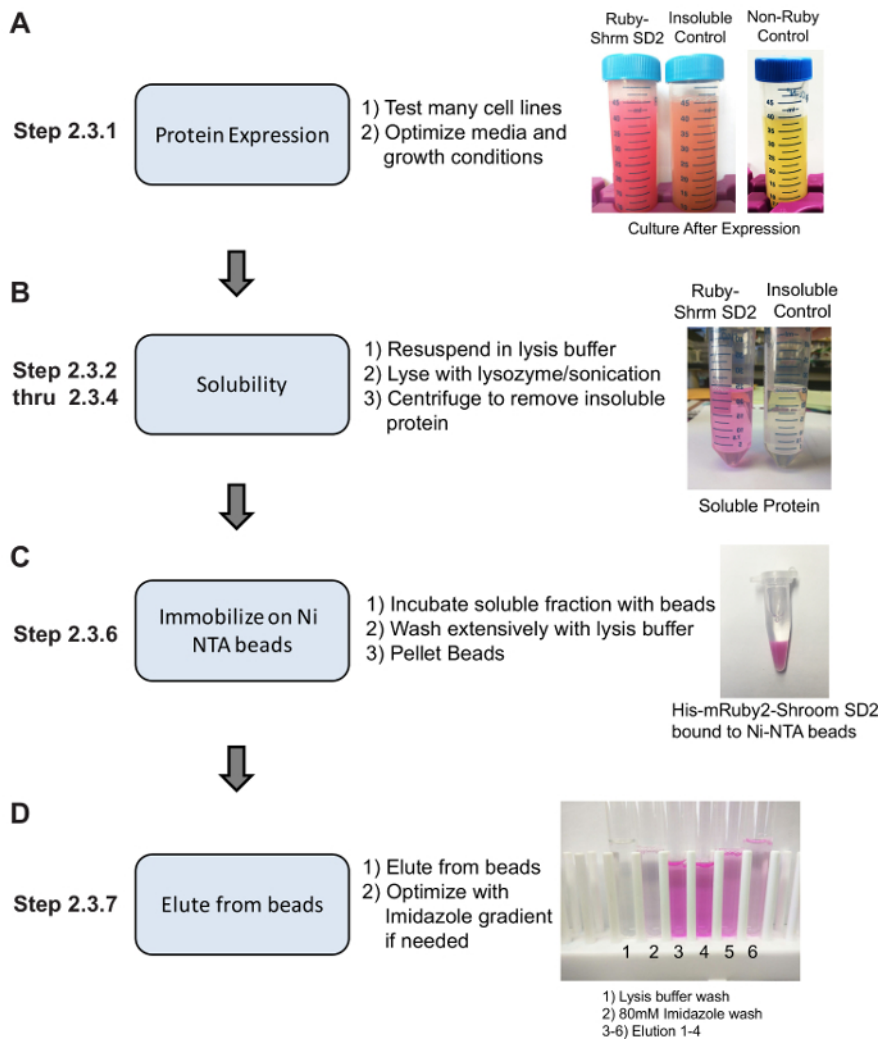 A
Step 2.3.1
Protein Expression
1) Test many cell lines
2) Optimize media and
growth conditions
Ruby-
Shrm SD2
Insoluble
Control
Non-Ruby
Control
Culture After Expression
B
Step 2.3.2
thru 2.3.4
Solubility
1) Resuspend in lysis buffer
2) Lyse with lysozyme/sonication
3) Centrifuge to remove insoluble
protein
Ruby-
Shrm SD2
Insoluble
Control
Soluble Protein
C
Step 2.3.6
Immobilize on Ni
NTA beads
1) Incubate soluble fraction with beads
2) Wash extensively with lysis buffer
3) Pellet Beads
His-mRuby2-Shroom SD2
bound to Ni-NTA beads
D
Step 2.3.7
Elute from beads
1) Elute from beads
2) Optimize with
Imidazole gradient
if needed
1 2 3 4 5 6
1) Lysis buffer wash
2) 80mM Imidazole wash
3-6) Elution 1-4